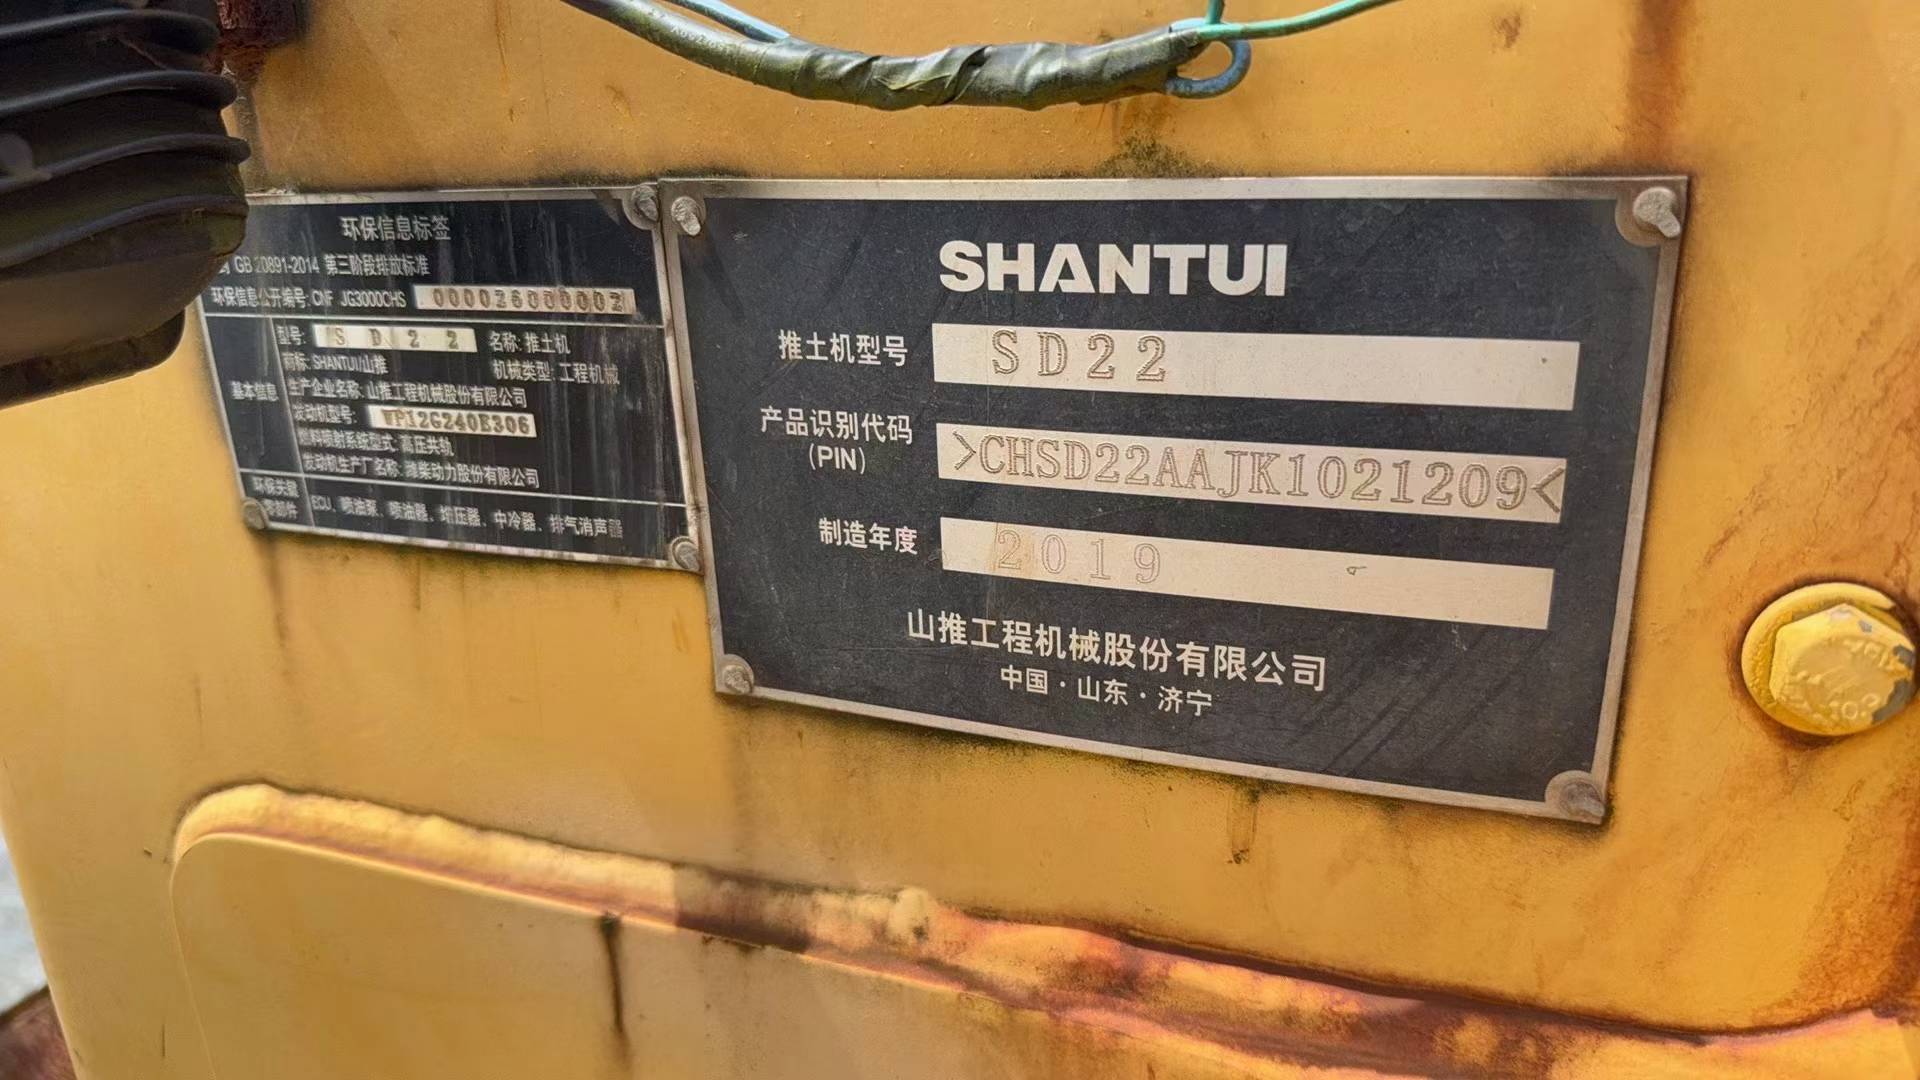 环保信息标签
GB 20891-2014 第三阶段排放标准
环保信息公开编号: CNF JG3000CHS 000026000002
型号: SD22 名称: 推土机
商标: SHANTUI/山推 机械类型: 工程机械
基本信息
生产企业名称: 山推工程机械股份有限公司
发动机型号: WP12G240E306
燃料喷射系统型式: 高压共轨
发动机生产厂名称: 潍柴动力股份有限公司
环保关键
零部件
ECU、喷油泵、喷油器、增压器、中冷器、排气消声器
SHANTUI
推土机型号 SD22
产品识别代码
(PIN)
>CHSD22AAJK1021209<
制造年度 2019
山推工程机械股份有限公司
中国·山东·济宁